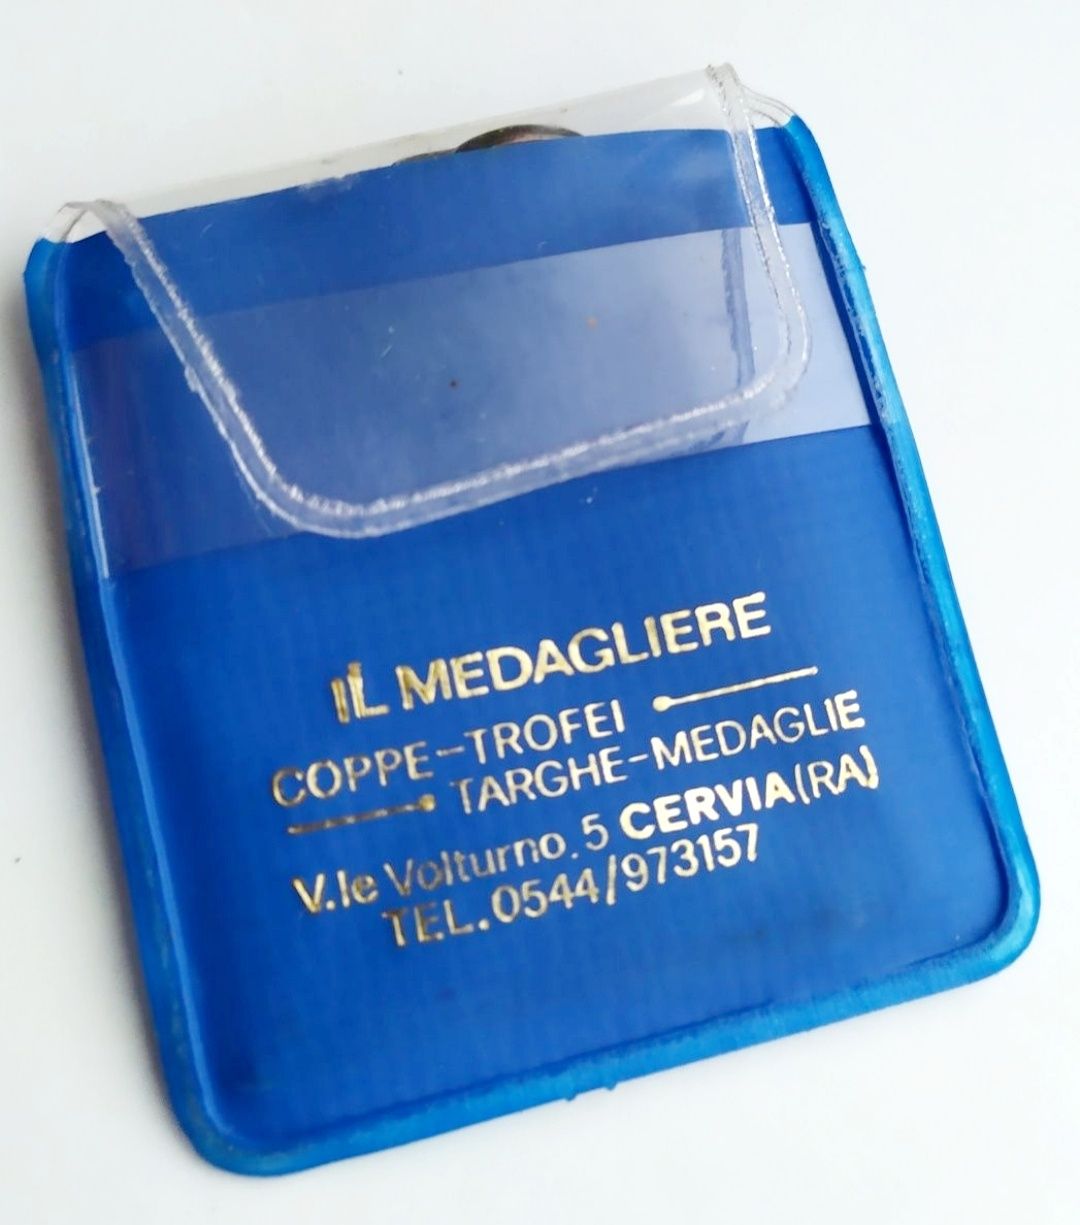 IL MEDAGLIERE
COPPE-TROFEI
TARGHE-MEDAGLIE
V.le Volturno.5 CERVIA(RA)
TEL.0544/973157